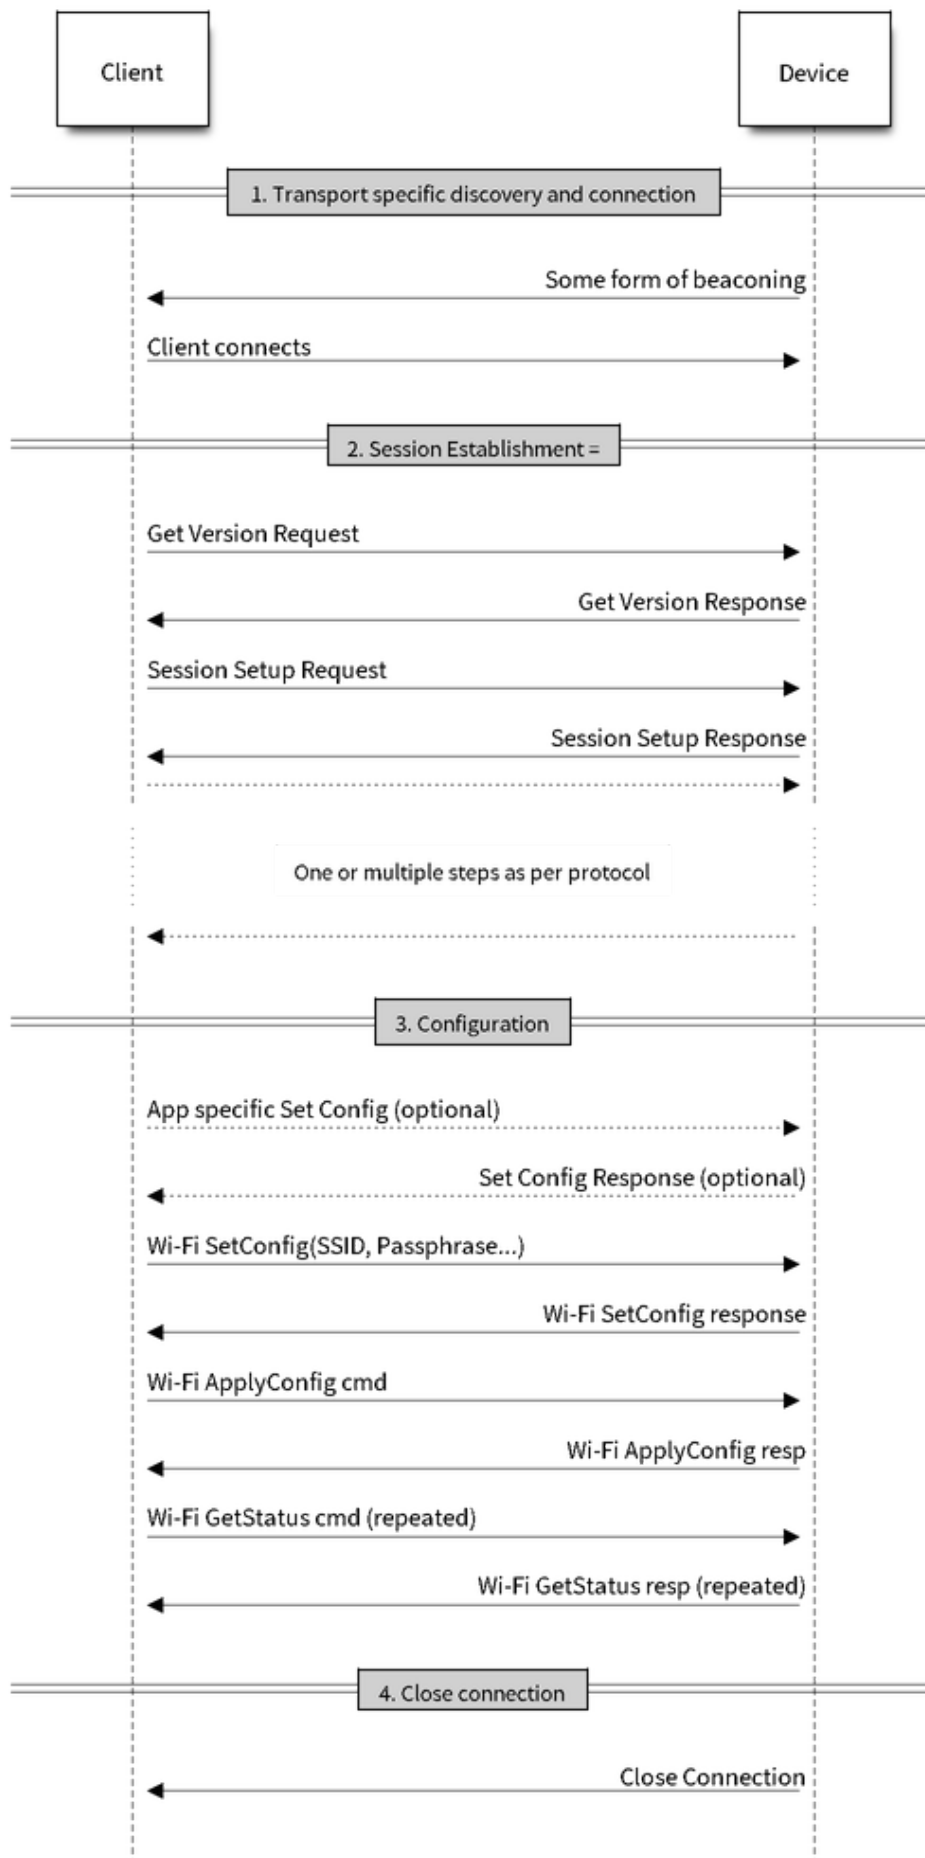 Client
Device
1. Transport specific discovery and connection
Some form of beaconing
Client connects
2. Session Establishment =
Get Version Request
Get Version Response
Session Setup Request
Session Setup Response
One or multiple steps as per protocol
3. Configuration
App specific Set Config (optional)
Set Config Response (optional)
Wi-Fi SetConfig(SSID, Passphrase...)
Wi-Fi SetConfig response
Wi-Fi ApplyConfig cmd
Wi-Fi ApplyConfig resp
Wi-Fi GetStatus cmd (repeated)
Wi-Fi GetStatus resp (repeated)
4. Close connection
Close Connection